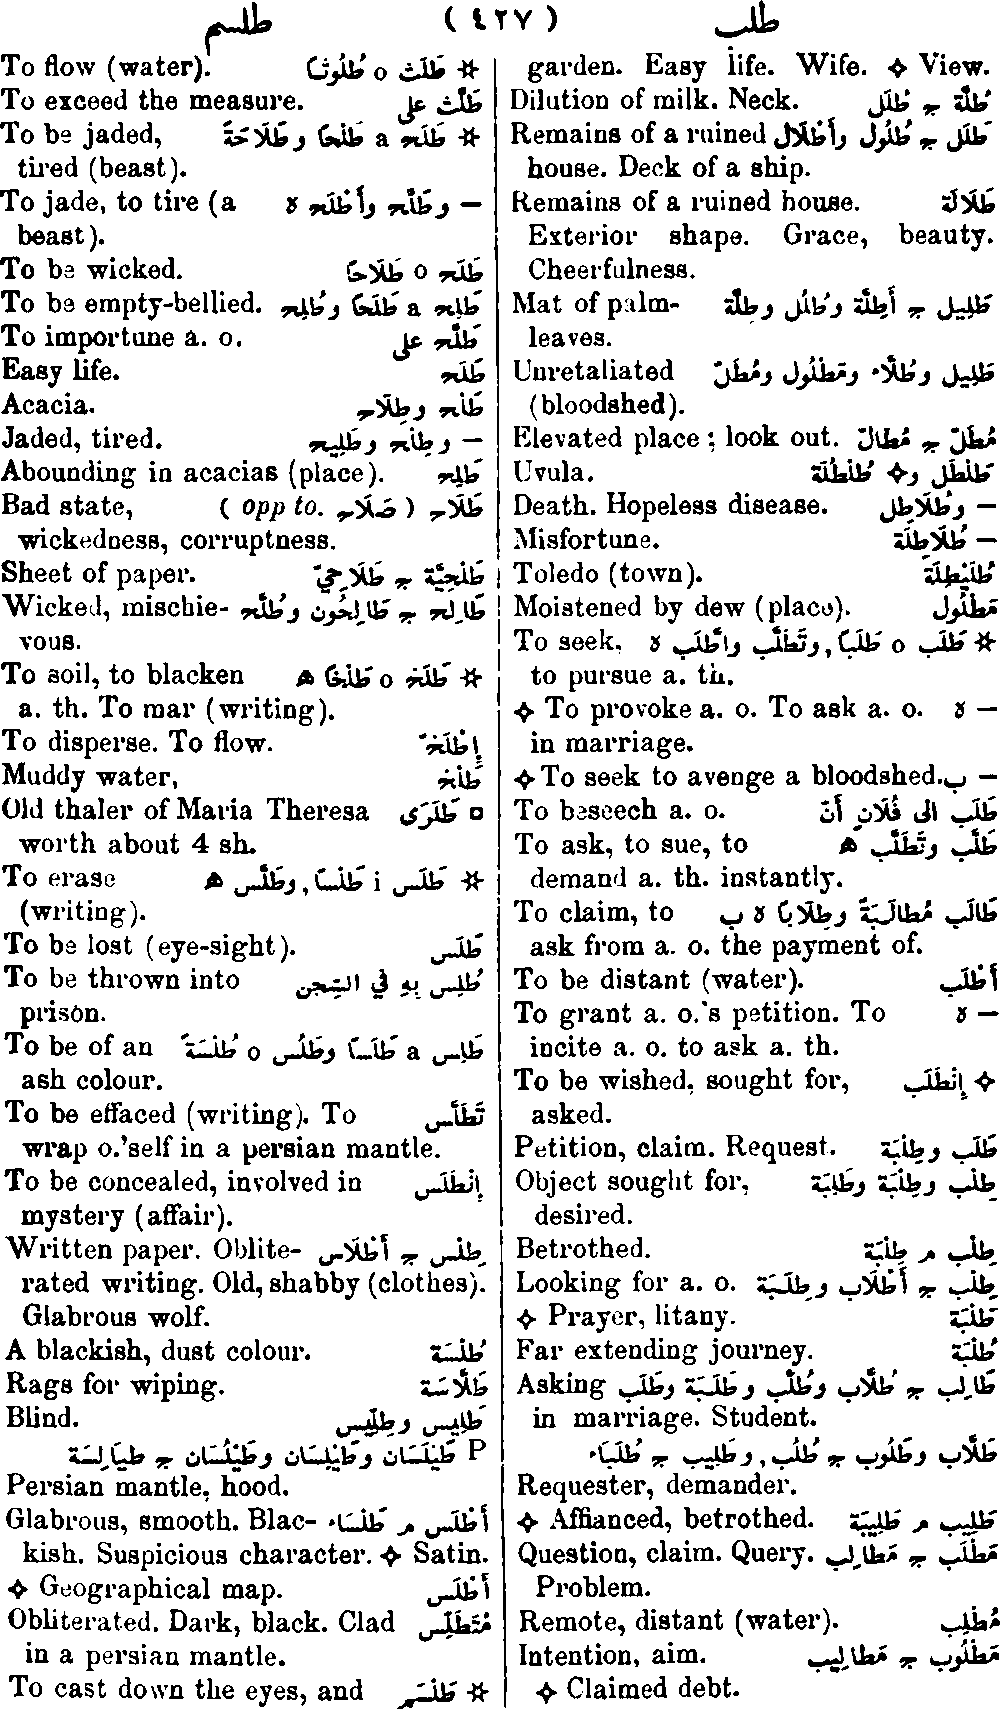 طلسم ( ٤٢٧ ) طلب
garden. Easy life. Wife. ✧ View.
Dilution of milk. Neck. طُلَّة ج طُلَل
Remains of a ruined طَلَل ج طُلُول وأَطْلَال
house. Deck of a ship.
Remains of a ruined house. طَلَالَة
Exterior shape. Grace, beauty.
Cheerfulness.
Mat of palm- طَلِيل ج أَطِلَّة وطُلُل وطِلَّة
leaves.
Unretaliated طَلِيل وطُلَّاء ومَطْلُول ومُطَلّ
(bloodshed).
Elevated place; look out. مُطَلّ ج مُطَالّ
Uvula. طَلْطَل و✧ طُلْطُلَة
Death. Hopeless disease. — وطُلَاطِل
Misfortune. — طُلَاطِلَة
Toledo (town). طُلَيْطِلَة
Moistened by dew (place). مَطْلُول
To seek, ☆ طَلَب o طَلَبًا, وتَطَلَّب واطَّلَب ه
to pursue a. th.
✧ To provoke a. o. To ask a. o. — ه
in marriage.
✧ To seek to avenge a bloodshed. — ب
To beseech a. o. طَلَب الى فُلَانٍ أَنْ
To ask, to sue, to طَلَّب وتَطَلَّب ه
demand a. th. instantly.
To claim, to طَالَب مُطَالَبَةً وطِلَابًا ه ب
ask from a. o. the payment of.
To be distant (water). أَطْلَب
To grant a. o.'s petition. To — ه
incite a. o. to ask a. th.
To be wished, sought for, ✧ إِنْطَلَب
asked.
Petition, claim. Request. طَلَب وطِلْبَة
Object sought for, طِلْب وطِلْبَة وطَلِبَة
desired.
Betrothed. طِلْب م طِلْبَة
Looking for a. o. طِلْب ج أَطْلَاب وطِلَبَة
✧ Prayer, litany. طَلْبَة
Far extending journey. طُلْبَة
Asking طَالِب ج طُلَّاب وطُلَّب وطَلَبَة وطَلَب
in marriage. Student.
طَلَّاب وطَلُوب ج طُلُب, وطَلِيب ج طُلَبَاء
Requester, demander.
✧ Affianced, betrothed. طَلِيب م طَلِيبَة
Question, claim. Query. مَطْلَب ج مَطَالِب
Problem.
Remote, distant (water). مُطْلِب
Intention, aim. مَطْلُوب ج مَطَالِيب
✧ Claimed debt.
To flow (water). ☆ طَلَث o طُلُوثًا
To exceed the measure. طَلَّث على
To be jaded, ☆ طَلَح a طَلْحًا وطَلَاحَةً
tired (beast).
To jade, to tire (a — وطَلَّح وأَطْلَح ه
beast).
To be wicked. طَلَح o طَلَاحًا
To be empty-bellied. طَلِح a طَلَحًا وطُلِح
To importune a. o. طَلَّح على
Easy life. طَلَح
Acacia. طَلْح وطِلَاح
Jaded, tired. — وطِلْح وطَلِيح
Abounding in acacias (place). طَلِح
Bad state, طَلَاح ( opp to. صَلَاح )
wickedness, corruptness.
Sheet of paper. طَلْحِيَّة ج طَلَاحِيّ
Wicked, mischie- طَالِح ج طَالِحُون وطُلَّح
vous.
To soil, to blacken ☆ طَلَخ o طَلْخًا ه
a. th. To mar (writing).
To disperse. To flow. إِطْلَخَّ
Muddy water, طَلْخ
Old thaler of Maria Theresa □ طَلَرَى
worth about 4 sh.
To erase ☆ طَلَس i طَلْسًا, وطَلَّس ه
(writing).
To be lost (eye-sight). طَلَس
To be thrown into طُلِس بِهِ فِي السِّجن
prison.
To be of an طَلِس a طَلَسًا وطَلُس o طُلْسَةً
ash colour.
To be effaced (writing). To تَطَلَّس
wrap o.'self in a persian mantle.
To be concealed, involved in إِنْطَلَس
mystery (affair).
Written paper. Oblite- طِلْس ج أَطْلَاس
rated writing. Old, shabby (clothes).
Glabrous wolf.
A blackish, dust colour. طُلْسَة
Rags for wiping. طَلَّاسَة
Blind. طَلِيس وطِلِّيس
P طَيْلَسَان وطَيْلِسَان وطَيْلُسَان ج طَيَالِسَة
Persian mantle, hood.
Glabrous, smooth. Blac- أَطْلَس م طَلْسَاء
kish. Suspicious character. ✧ Satin.
✧ Geographical map. أَطْلَس
Obliterated. Dark, black. Clad مُتَطَلِّس
in a persian mantle.
To cast down the eyes, and ☆ طَلْسَم